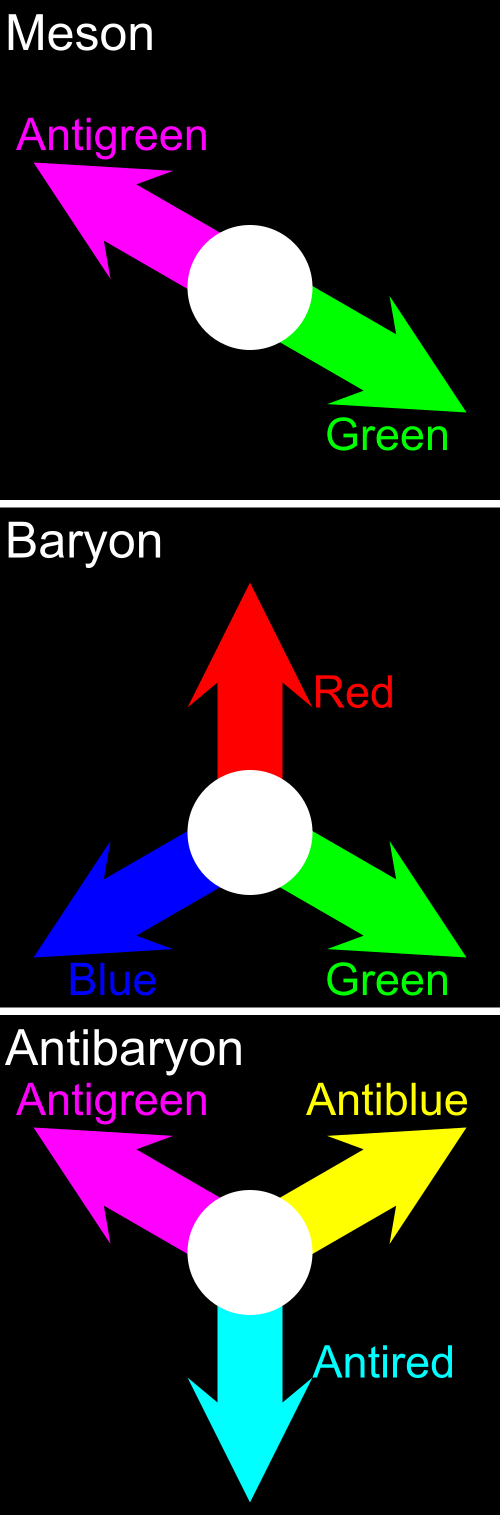 Meson
Antigreen
Green
Baryon
Red
Blue
Green
Antibaryon
Antigreen
Antiblue
Antired